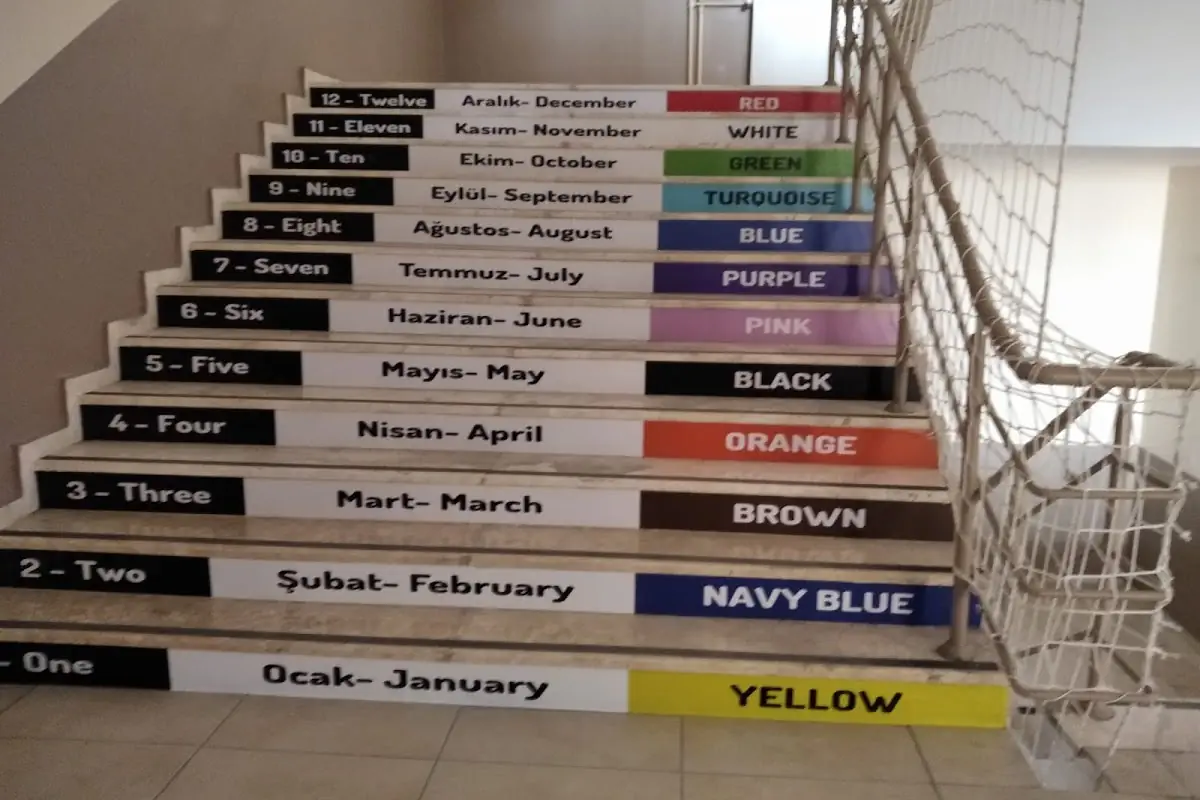 12 - Twelve Aralık- December RED
11 - Eleven Kasım- November WHITE
10 - Ten Ekim- October GREEN
9 - Nine Eylül- September TURQUOISE
8 - Eight Ağustos- August BLUE
7 - Seven Temmuz- July PURPLE
6 - Six Haziran- June PINK
5 - Five Mayıs- May BLACK
4 - Four Nisan- April ORANGE
3 - Three Mart- March BROWN
2 - Two Şubat- February NAVY BLUE
- One Ocak- January YELLOW